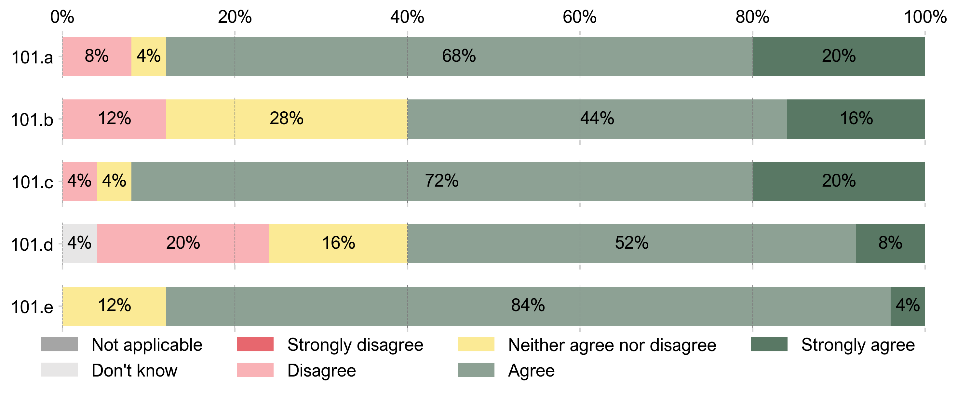 0% 20% 40% 60% 80% 100%
101.a 8% 4% 68% 20%
101.b 12% 28% 44% 16%
101.c 4% 4% 72% 20%
101.d 4% 20% 16% 52% 8%
101.e 12% 84% 4%
Not applicable Strongly disagree Neither agree nor disagree Strongly agree
Don't know Disagree Agree